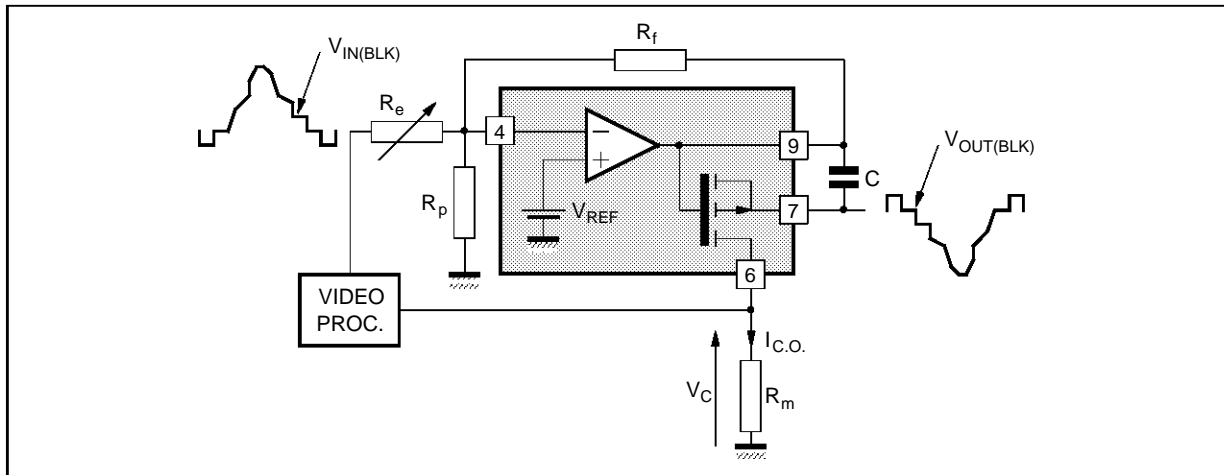 V_IN(BLK)
R_f
R_e
4
−
+
9
V_OUT(BLK)
C
R_p
V_REF
7
6
VIDEO
PROC.
I_C.O.
V_C
R_m